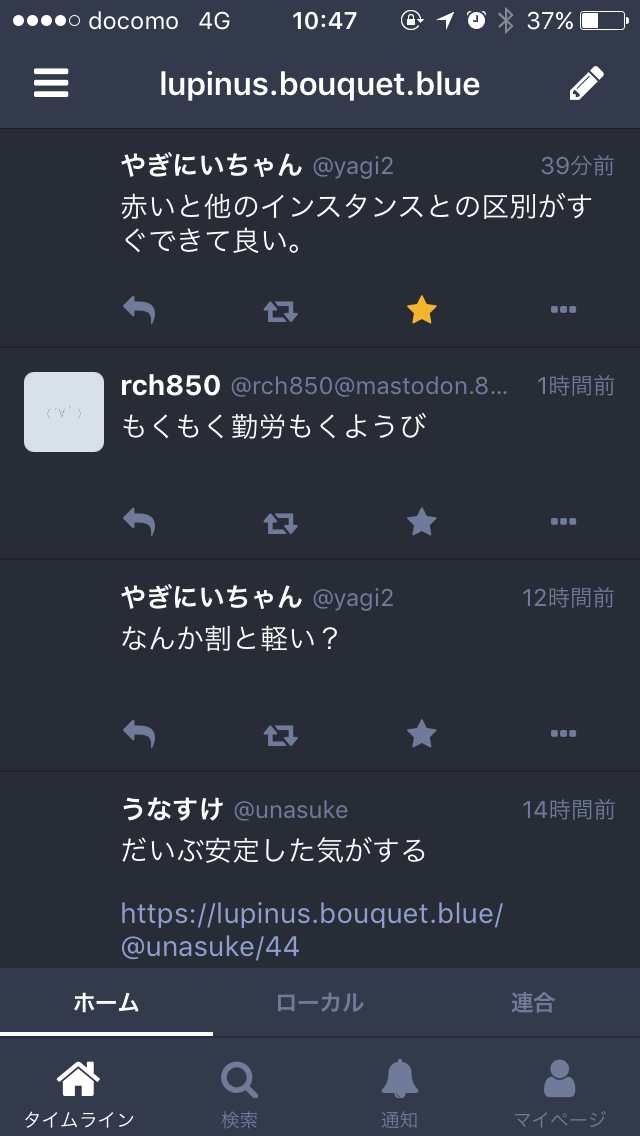 docomo 4G 10:47 37%
lupinus.bouquet.blue
やぎにいちゃん @yagi2 39分前
赤いと他のインスタンスとの区別がす
ぐできて良い。
rch850 @rch850@mastodon.8... 1時間前
もくもく勤労もくようび
やぎにいちゃん @yagi2 12時間前
なんか割と軽い？
うなすけ @unasuke 14時間前
だいぶ安定した気がする
https://lupinus.bouquet.blue/
@unasuke/44
ホーム ローカル 連合
タイムライン 検索 通知 マイページ